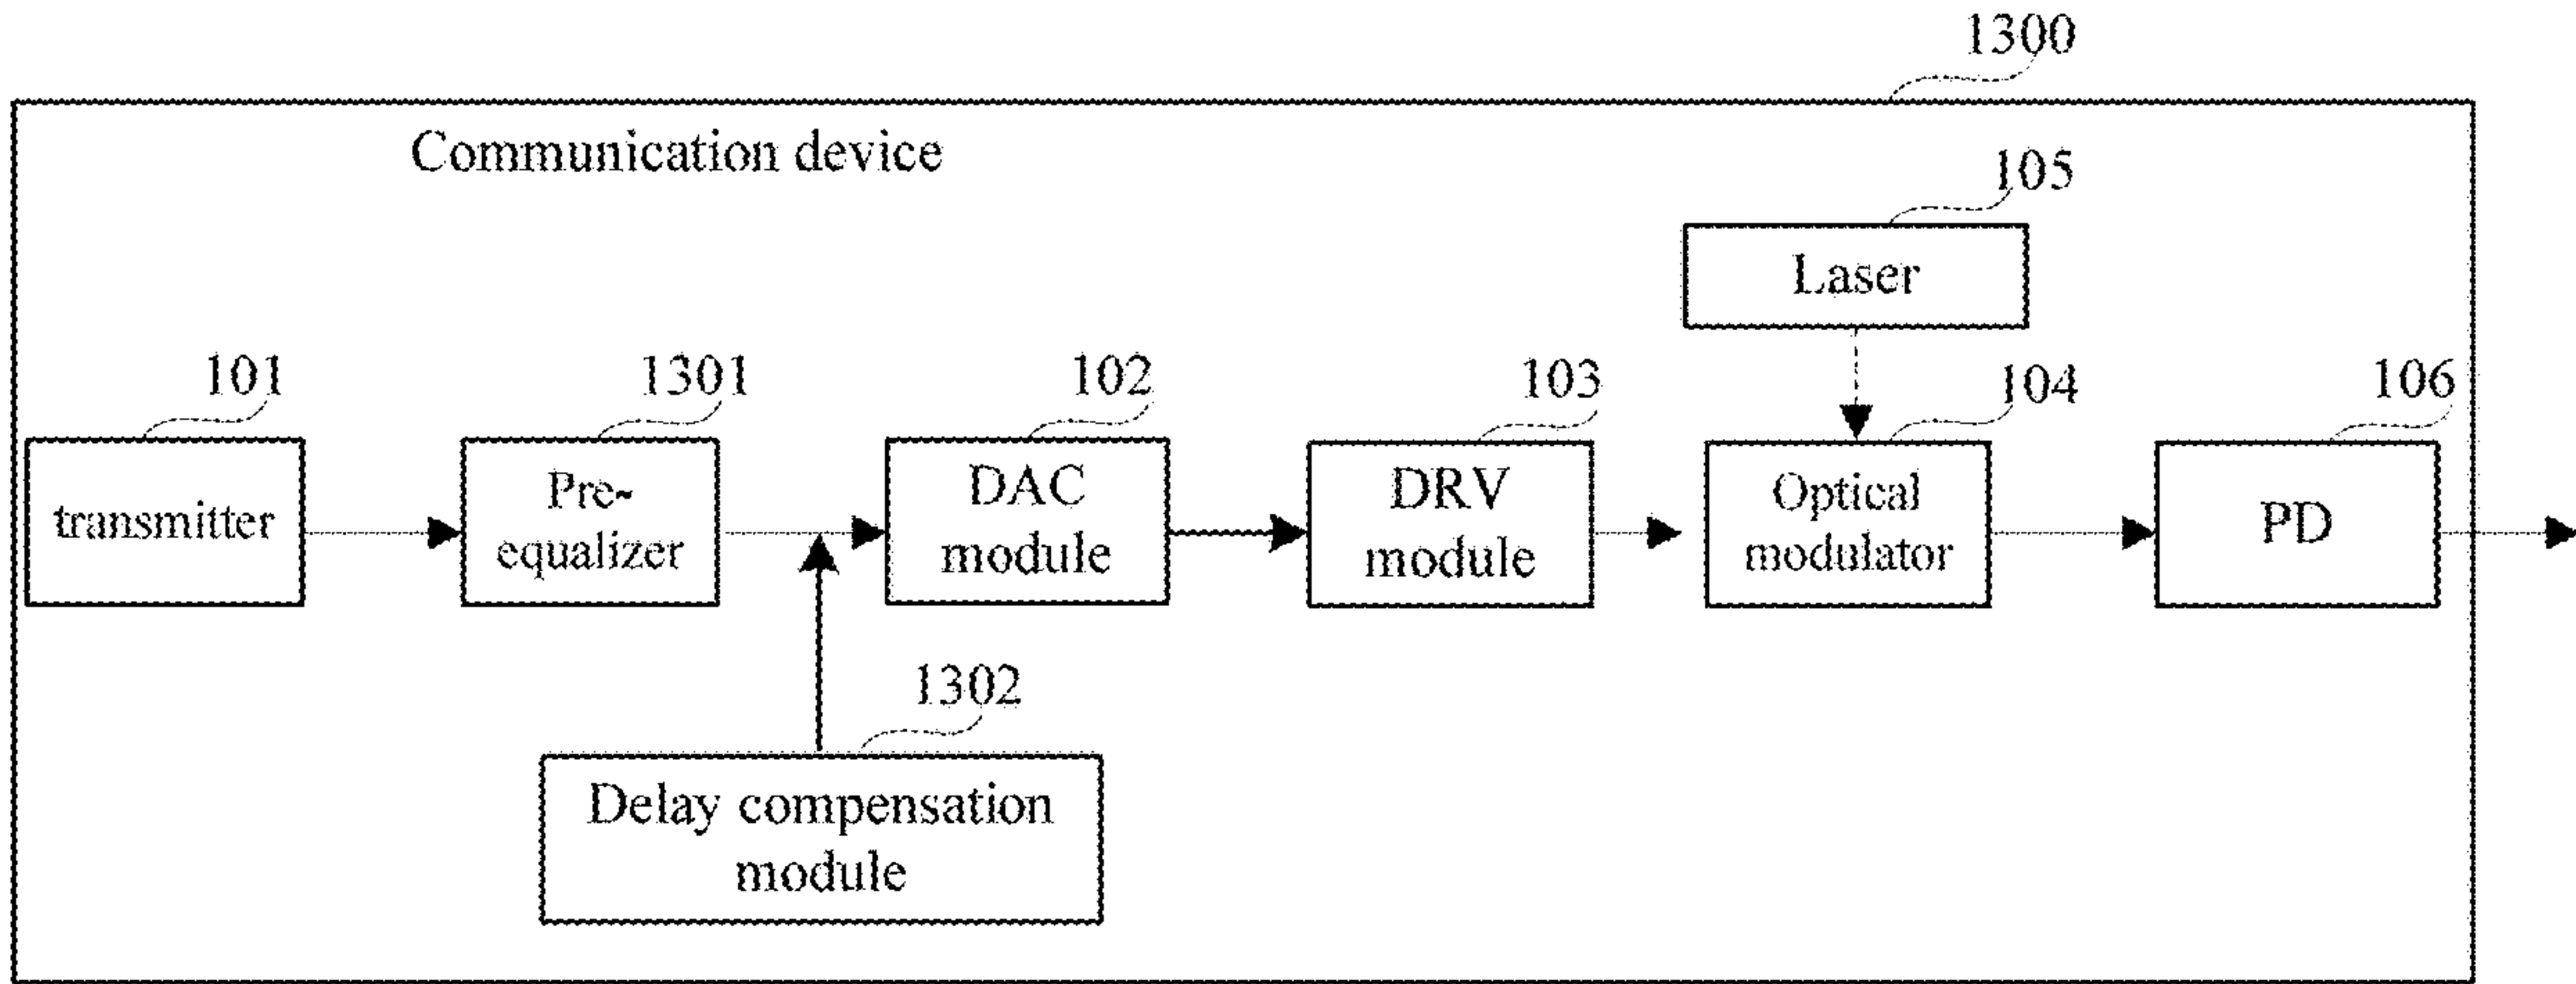 1300
Communication device
105
Laser
101
1301
102
103
104
106
transmitter
Pre-
equalizer
DAC
module
DRV
module
Optical
modulator
PD
1302
Delay compensation
module